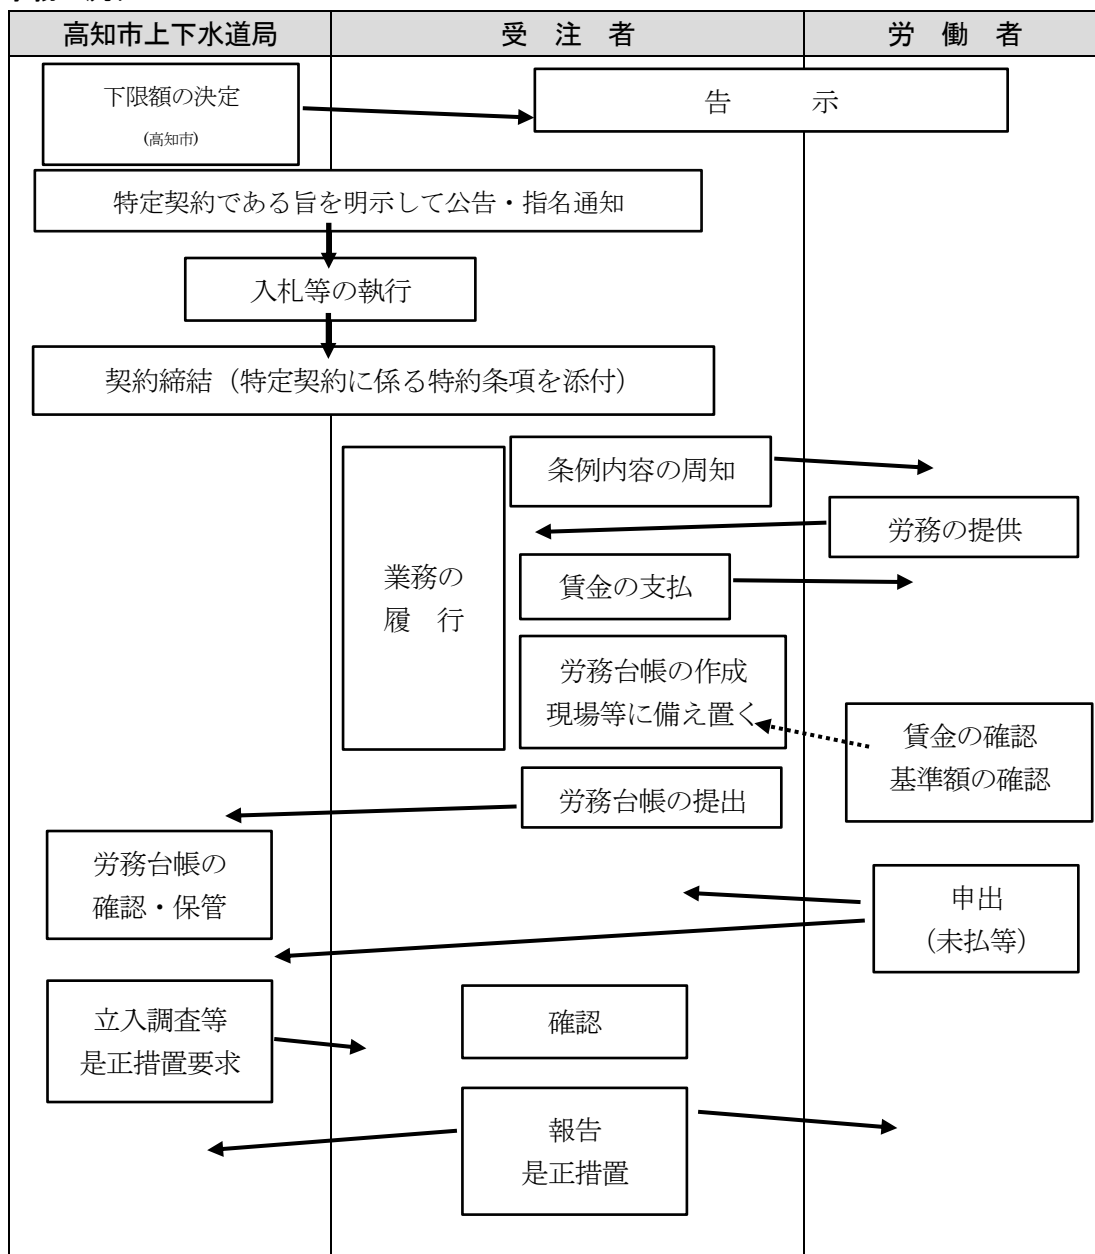 高知市上下水道局
受 注 者
労 働 者
下限額の決定
(高知市)
告 示
特定契約である旨を明示して公告・指名通知
入札等の執行
契約締結（特定契約に係る特約条項を添付）
条例内容の周知
労務の提供
業務の
履 行
賃金の支払
労務台帳の作成
現場等に備え置く
賃金の確認
基準額の確認
労務台帳の提出
労務台帳の
確認・保管
申出
（未払等）
立入調査等
是正措置要求
確認
報告
是正措置